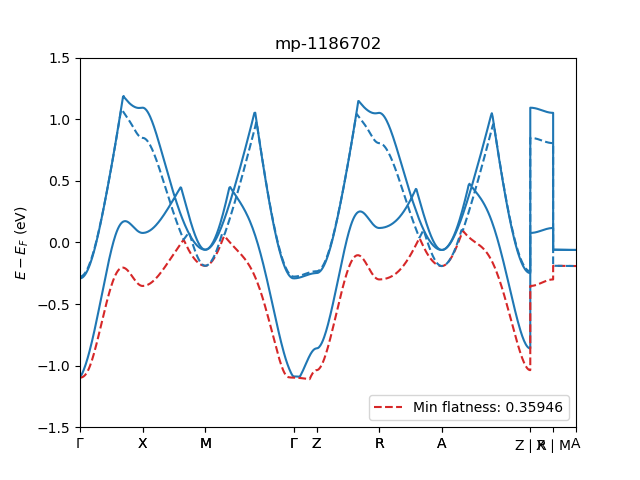 mp-1186702
E − E_F (eV)
1.5
1.0
0.5
0.0
−0.5
−1.0
−1.5
Min flatness: 0.35946
Γ X M Γ Z R A Z | X R | M A